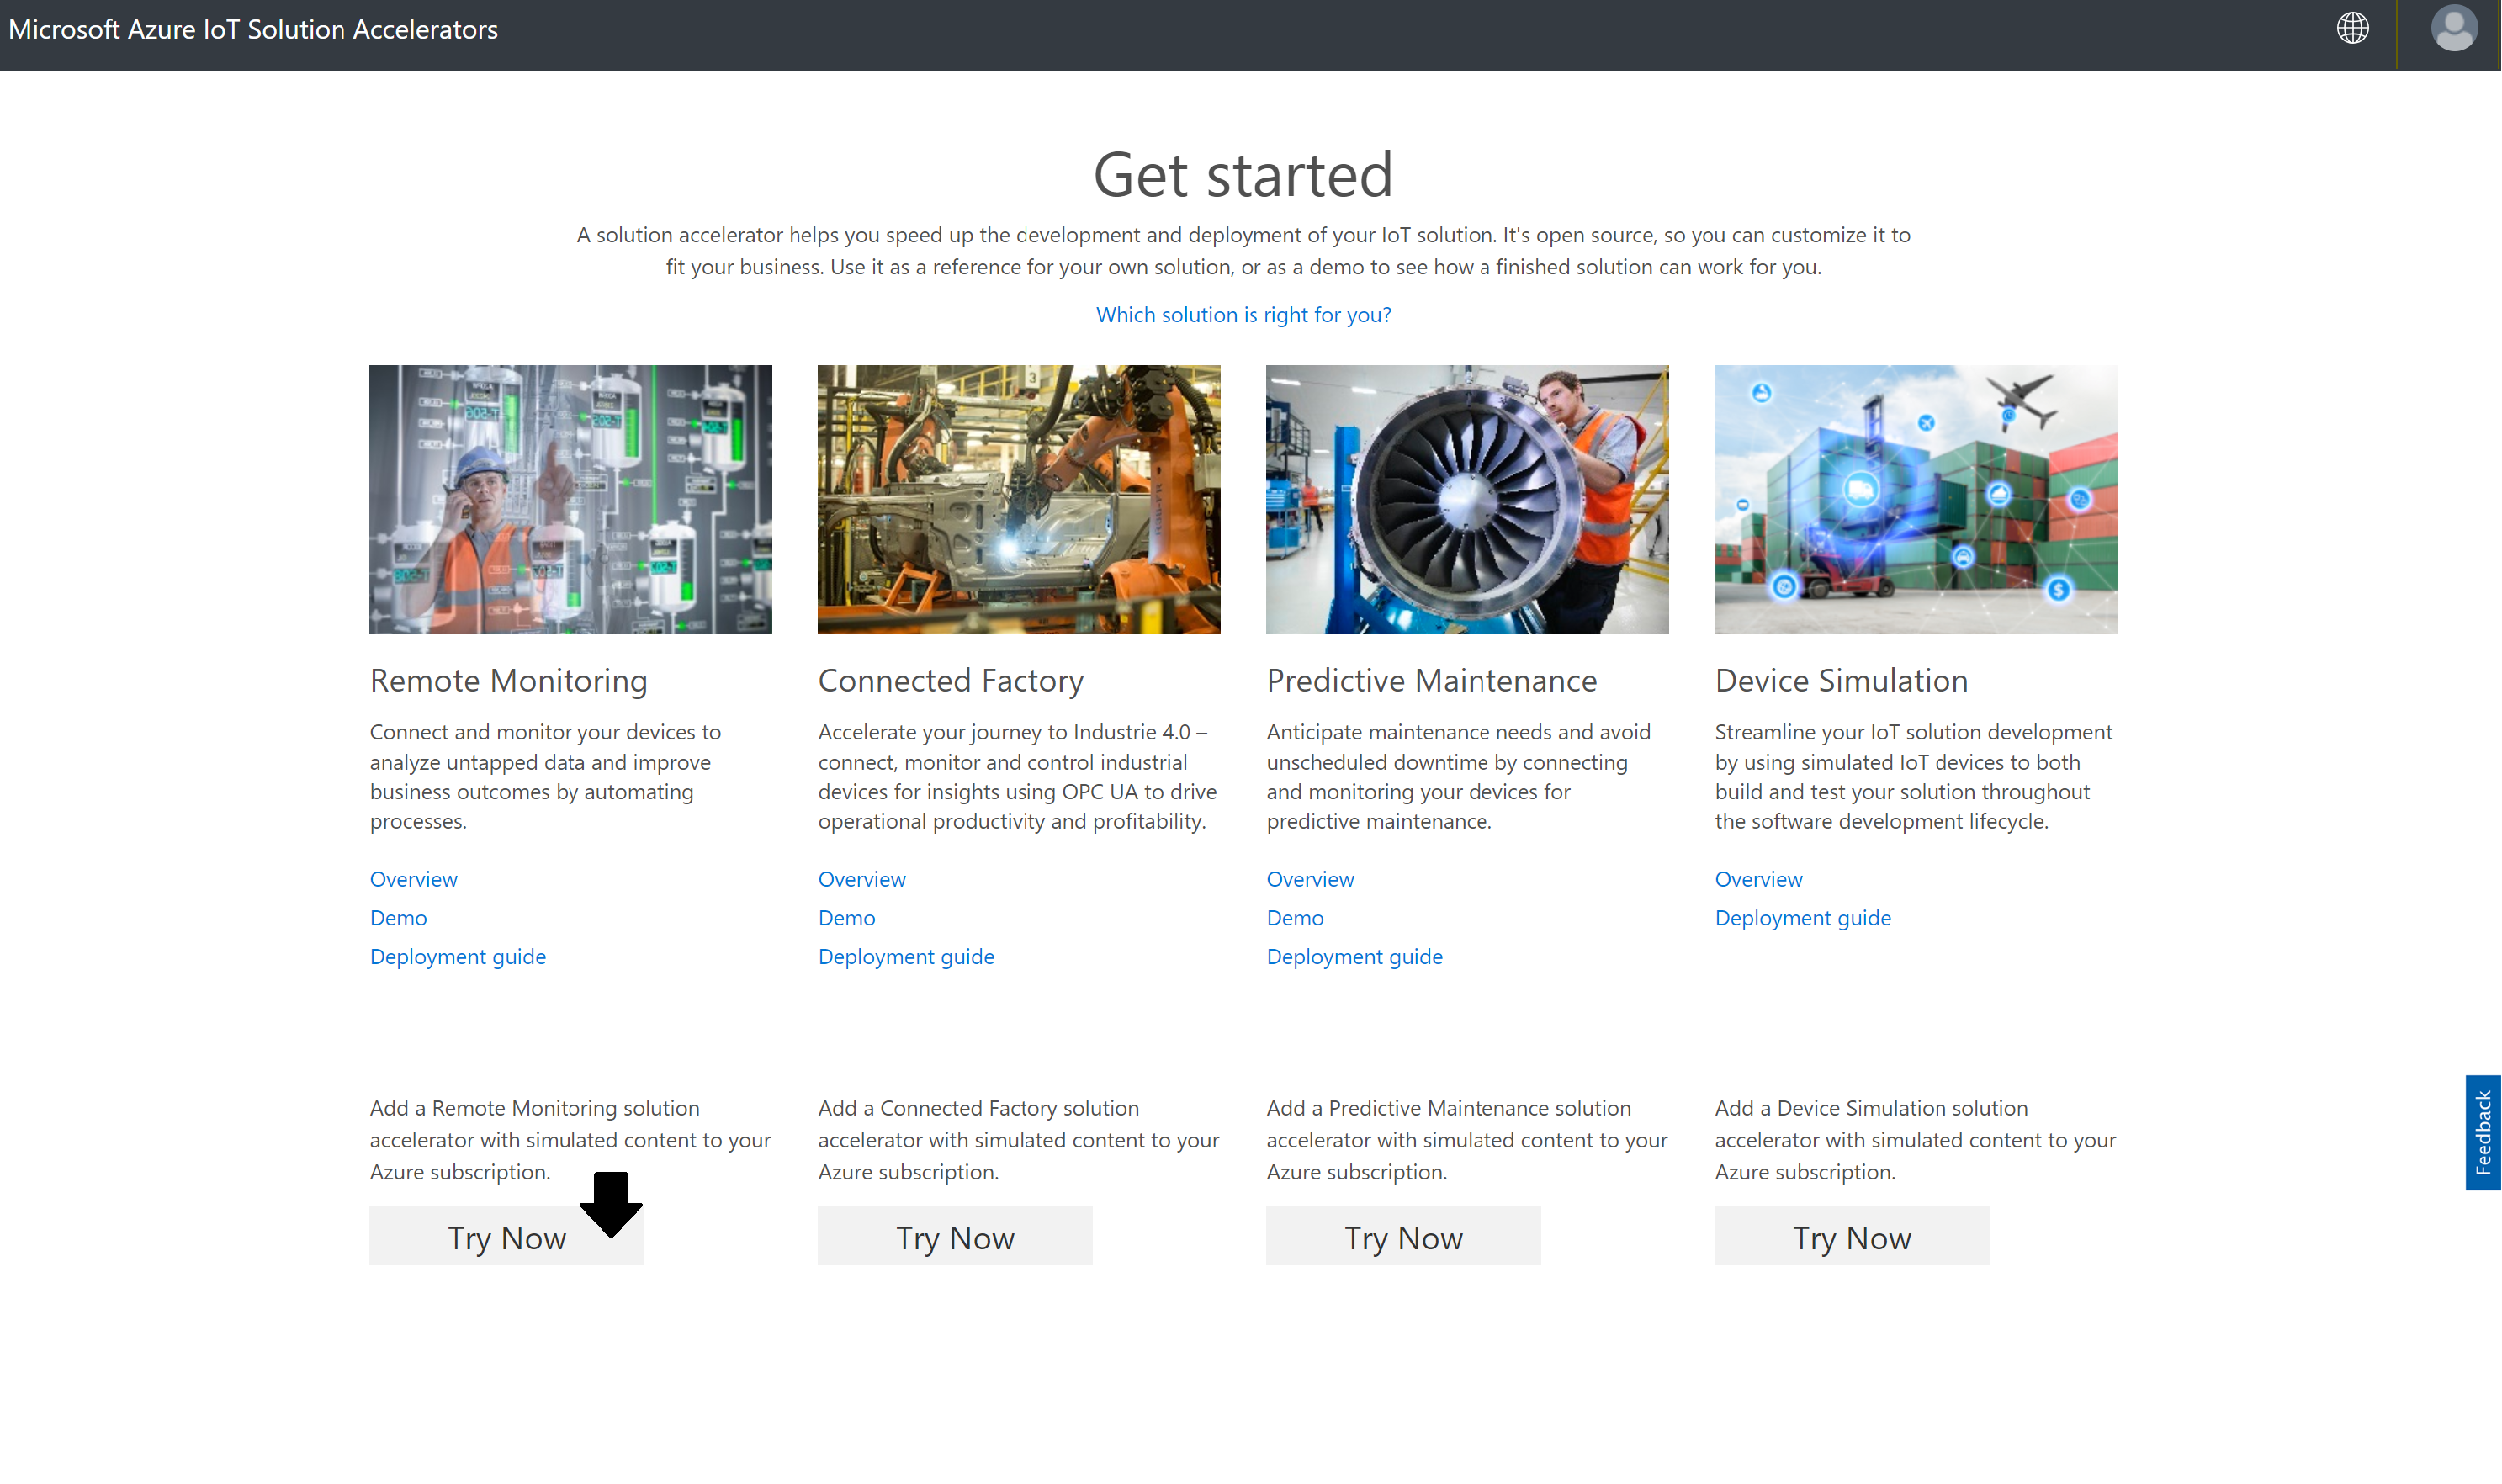 Microsoft Azure IoT Solution Accelerators
Get started
A solution accelerator helps you speed up the development and deployment of your IoT solution. It's open source, so you can customize it to
fit your business. Use it as a reference for your own solution, or as a demo to see how a finished solution can work for you.
Which solution is right for you?
3
Remote Monitoring
Connect and monitor your devices to
analyze untapped data and improve
business outcomes by automating
processes.
Overview
Demo
Deployment guide
Add a Remote Monitoring solution
accelerator with simulated content to your
Azure subscription.
Try Now
Connected Factory
Accelerate your journey to Industrie 4.0 –
connect, monitor and control industrial
devices for insights using OPC UA to drive
operational productivity and profitability.
Overview
Demo
Deployment guide
Add a Connected Factory solution
accelerator with simulated content to your
Azure subscription.
Try Now
Predictive Maintenance
Anticipate maintenance needs and avoid
unscheduled downtime by connecting
and monitoring your devices for
predictive maintenance.
Overview
Demo
Deployment guide
Add a Predictive Maintenance solution
accelerator with simulated content to your
Azure subscription.
Try Now
Device Simulation
Streamline your IoT solution development
by using simulated IoT devices to both
build and test your solution throughout
the software development lifecycle.
Overview
Deployment guide
Add a Device Simulation solution
accelerator with simulated content to your
Azure subscription.
Try Now
Feedback